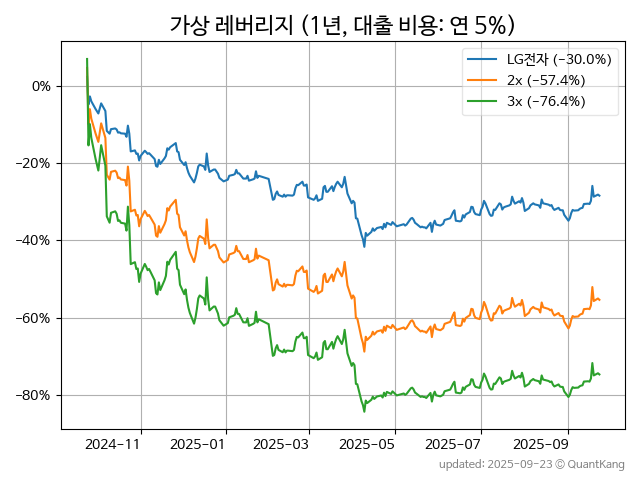 가상 레버리지 (1년, 대출 비용: 연 5%)
LG전자 (−30.0%)
2x (−57.4%)
3x (−76.4%)
0%
−20%
−40%
−60%
−80%
2024-11 2025-01 2025-03 2025-05 2025-07 2025-09
updated: 2025-09-23 © QuantKang